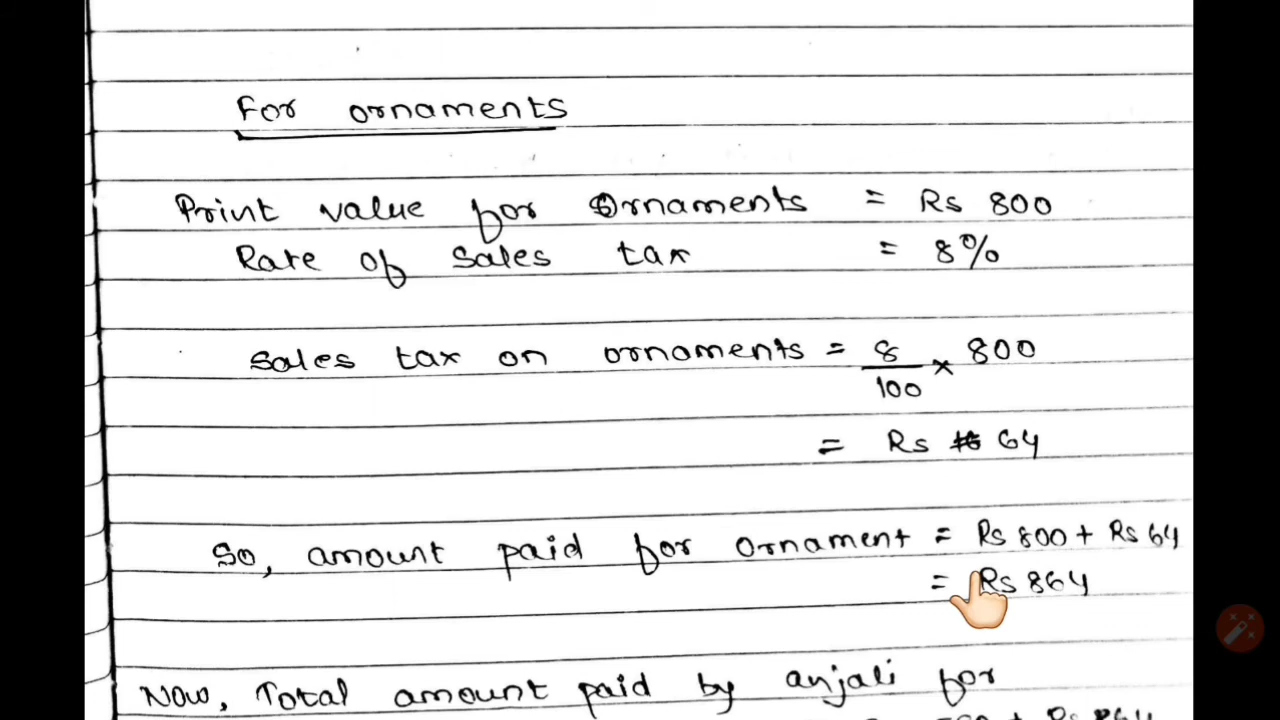 For ornaments
Print value for Ornaments = Rs 800
Rate of Sales tax = 8%
Sales tax on ornaments = 8/100 × 800
= Rs 64
So, amount paid for ornament = Rs 800 + Rs 64
= Rs 864
Now, Total amount paid by anjali for